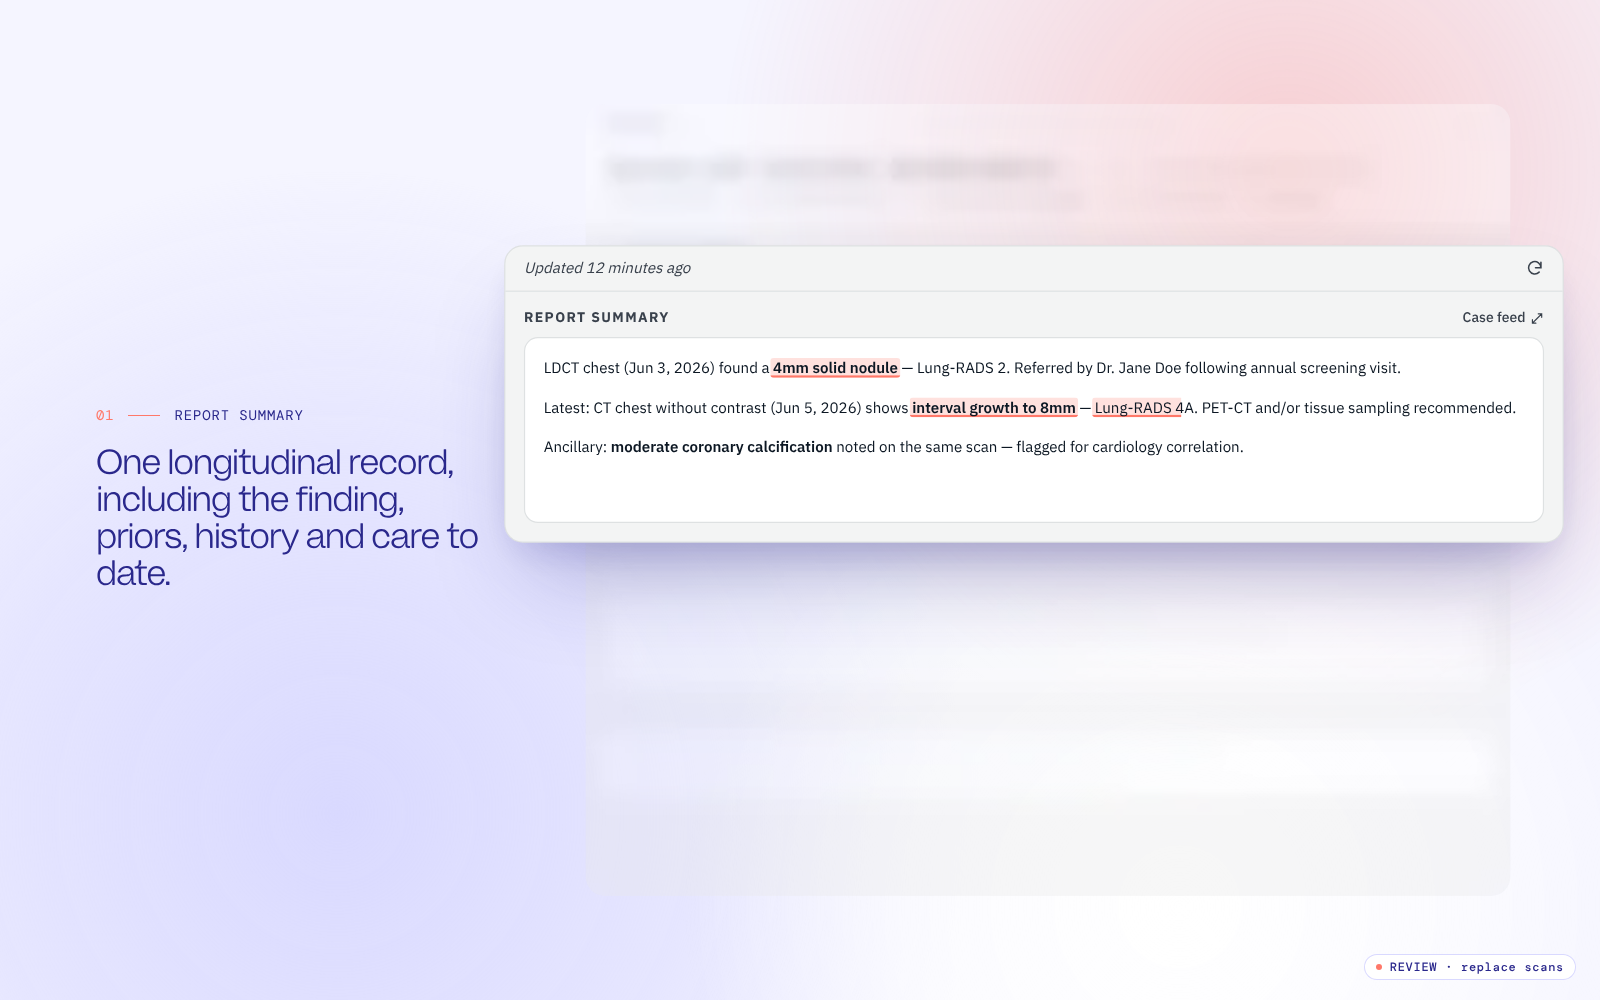 01 REPORT SUMMARY
One longitudinal record,
including the finding,
priors, history and care to
date.
Updated 12 minutes ago
REPORT SUMMARY
Case feed
LDCT chest (Jun 3, 2026) found a 4mm solid nodule — Lung-RADS 2. Referred by Dr. Jane Doe following annual screening visit.
Latest: CT chest without contrast (Jun 5, 2026) shows interval growth to 8mm — Lung-RADS 4A. PET-CT and/or tissue sampling recommended.
Ancillary: moderate coronary calcification noted on the same scan — flagged for cardiology correlation.
REVIEW · replace scans